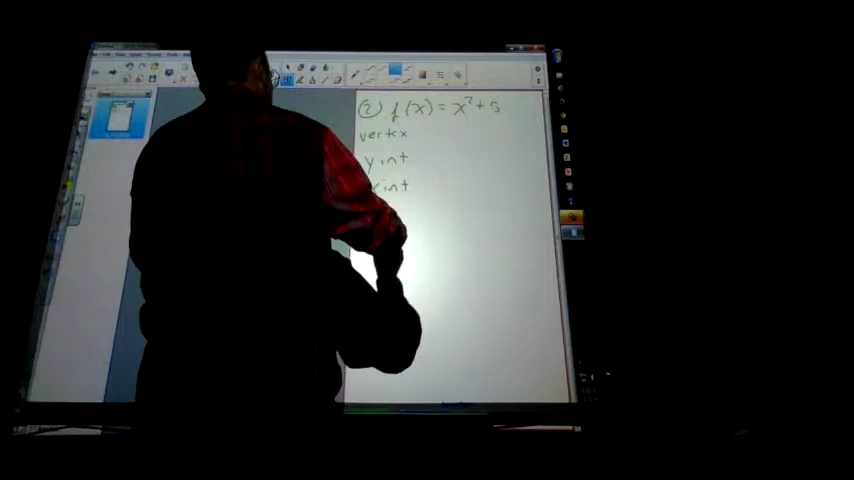 ② f(x) = x² + 5
vertex
y int
x int